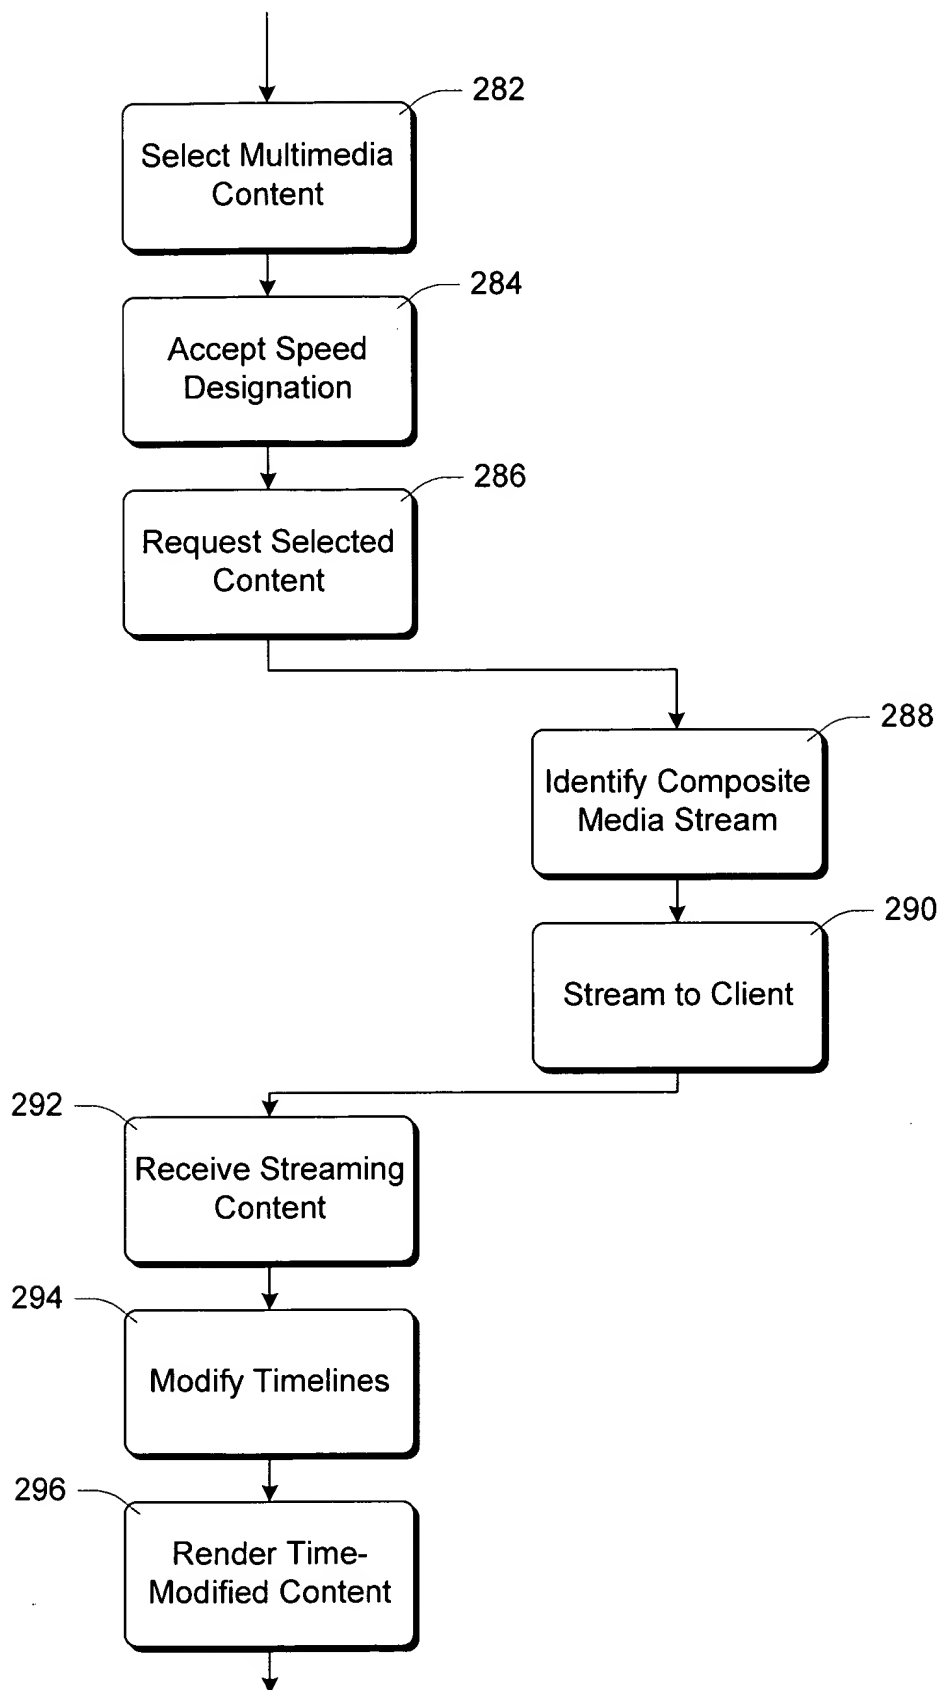 282
Select Multimedia
Content
284
Accept Speed
Designation
286
Request Selected
Content
288
Identify Composite
Media Stream
290
Stream to Client
292
Receive Streaming
Content
294
Modify Timelines
296
Render Time-
Modified Content